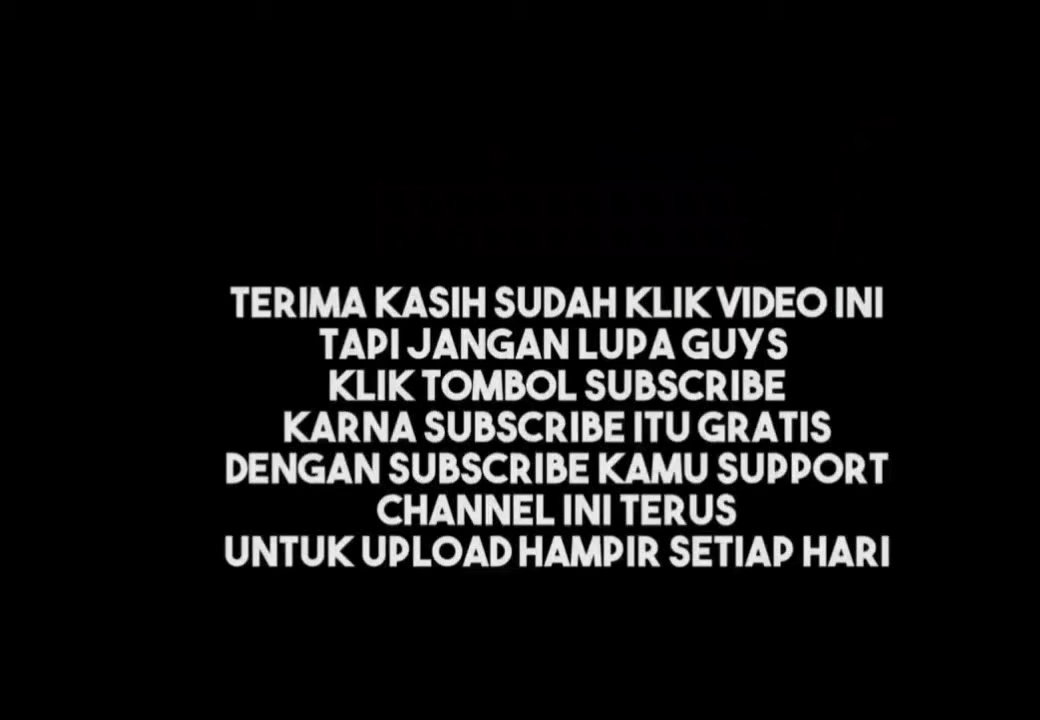 TERIMA KASIH SUDAH KLIK VIDEO INI
TAPI JANGAN LUPA GUYS
KLIK TOMBOL SUBSCRIBE
KARNA SUBSCRIBE ITU GRATIS
DENGAN SUBSCRIBE KAMU SUPPORT
CHANNEL INI TERUS
UNTUK UPLOAD HAMPIR SETIAP HARI